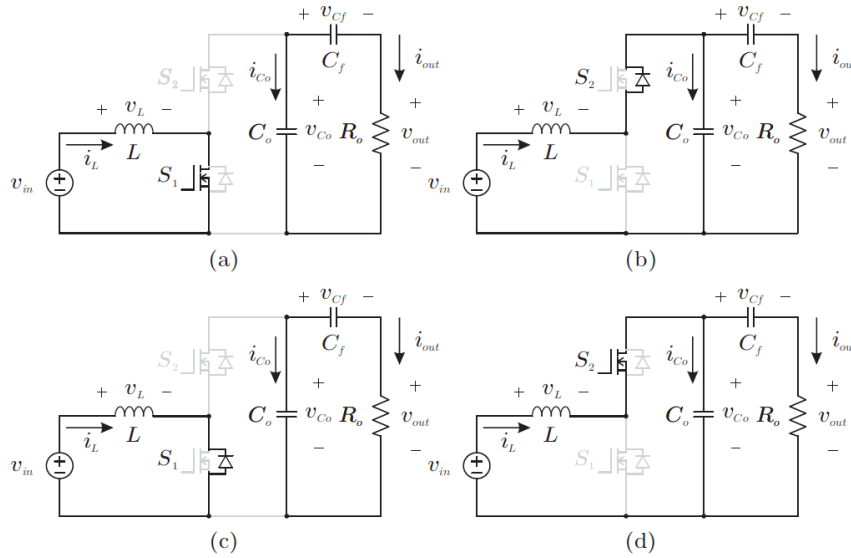 + v_Cf − + v_Cf −
S_2 i_Co C_f i_out S_2 i_Co C_f i_out
+ v_L − + + + v_L − + +
L C_o v_Co R_o v_out L C_o v_Co R_o v_out
i_L S_1 − − i_L S_1 − −
v_in v_in
(a) (b)
+ v_Cf − + v_Cf −
S_2 i_Co C_f i_out S_2 i_Co C_f i_out
+ v_L − + + + v_L − + +
L C_o v_Co R_o v_out L C_o v_Co R_o v_out
i_L S_1 − − i_L S_1 − −
v_in v_in
(c) (d)